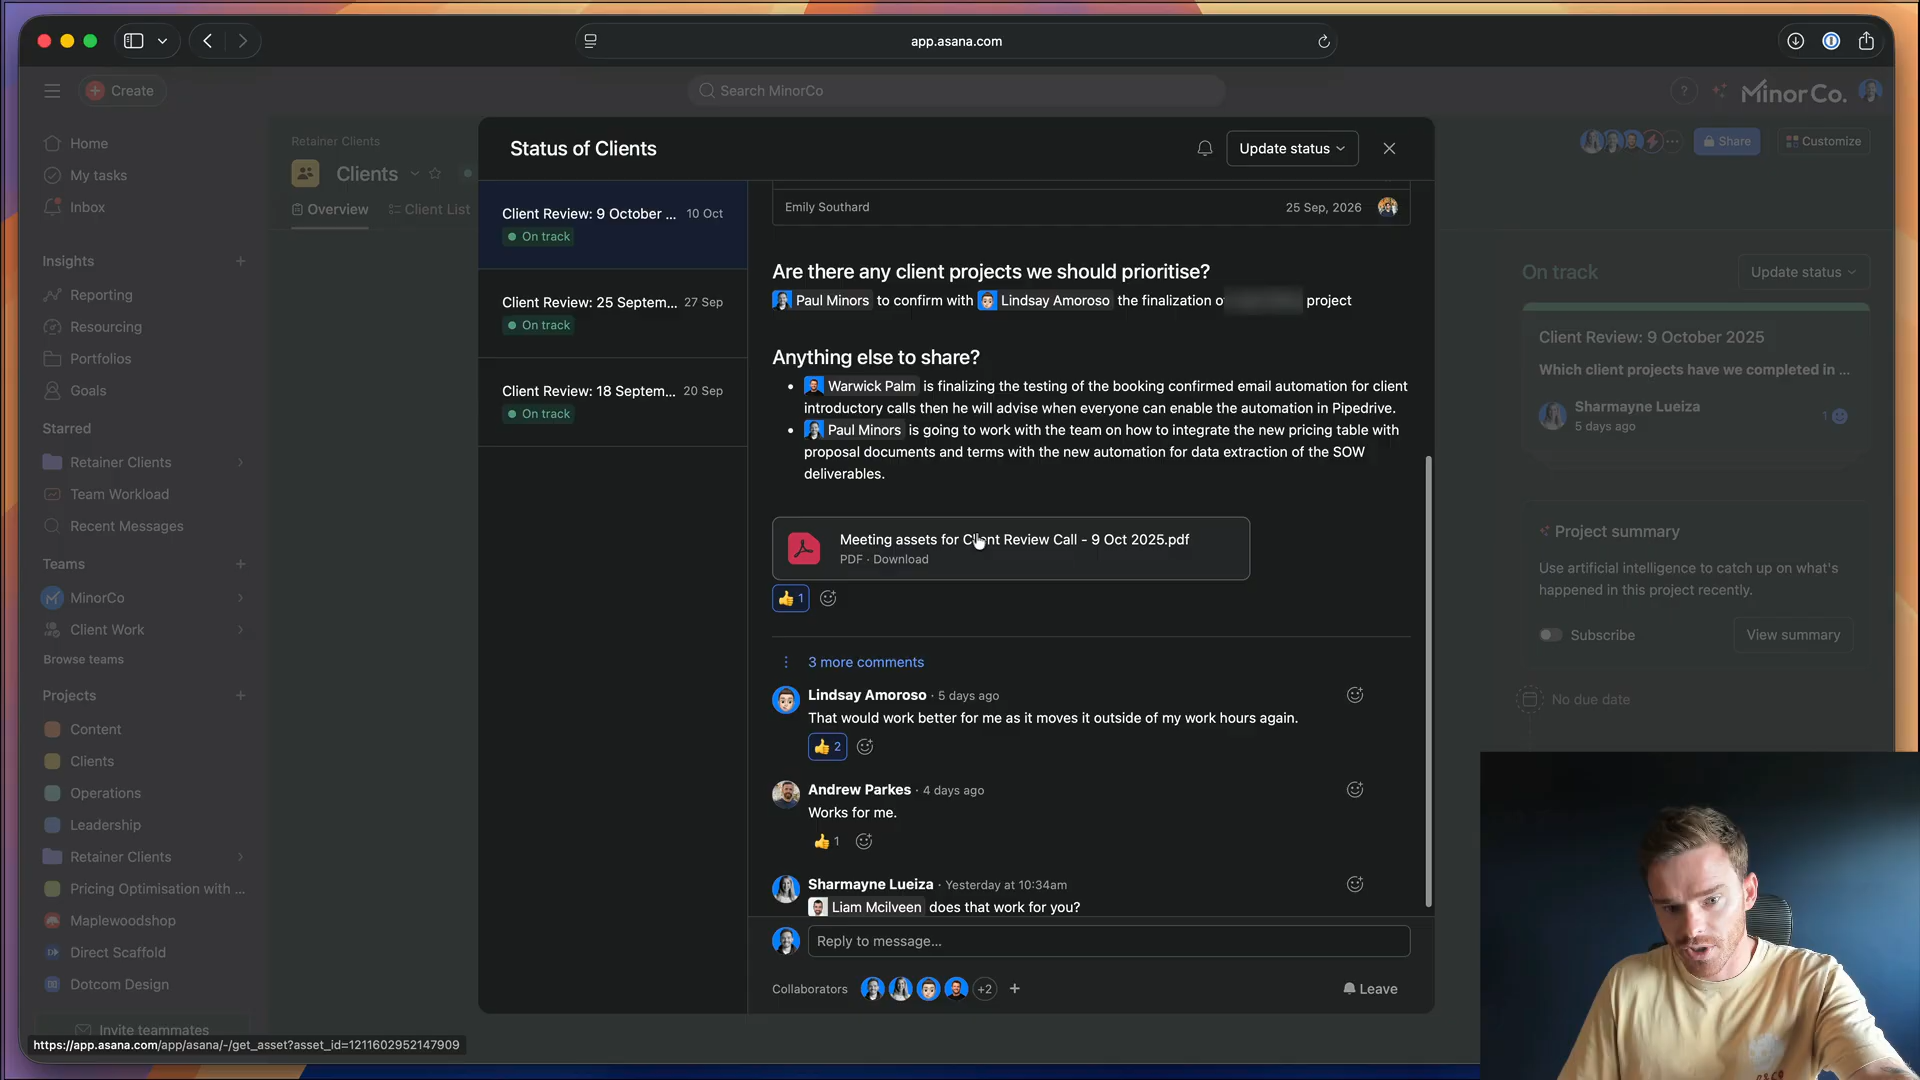 app.asana.com
Create
Search MinorCo
?
MinorCo.
Home
My tasks
Inbox
Insights
Reporting
Resourcing
Portfolios
Goals
Starred
Retainer Clients
Team Workload
Recent Messages
Teams
MinorCo
Client Work
Browse teams
Projects
Content
Clients
Operations
Leadership
Retainer Clients
Pricing Optimisation with ...
Maplewoodshop
Direct Scaffold
Dotcom Design
Invite teammates
https://app.asana.com/app/asana/-/get_asset?asset_id=1211602952147909
Retainer Clients
Clients
Overview
Client List
Share
Customize
Status of Clients
Update status
Client Review: 9 October ... 10 Oct
On track
Client Review: 25 Septem... 27 Sep
On track
Client Review: 18 Septem... 20 Sep
On track
Emily Southard 25 Sep, 2026
Are there any client projects we should prioritise?
Paul Minors to confirm with Lindsay Amoroso the finalization o project
Anything else to share?
• Warwick Palm is finalizing the testing of the booking confirmed email automation for client
introductory calls then he will advise when everyone can enable the automation in Pipedrive.
• Paul Minors is going to work with the team on how to integrate the new pricing table with
proposal documents and terms with the new automation for data extraction of the SOW
deliverables.
Meeting assets for Client Review Call - 9 Oct 2025.pdf
PDF · Download
1
3 more comments
Lindsay Amoroso · 5 days ago
That would work better for me as it moves it outside of my work hours again.
2
Andrew Parkes · 4 days ago
Works for me.
1
Sharmayne Lueiza · Yesterday at 10:34am
Liam Mcilveen does that work for you?
Reply to message...
Collaborators +2
Leave
On track
Update status
Client Review: 9 October 2025
Which client projects have we completed in ...
Sharmayne Lueiza
5 days ago
1
Project summary
Use artificial intelligence to catch up on what's
happened in this project recently.
Subscribe
View summary
No due date